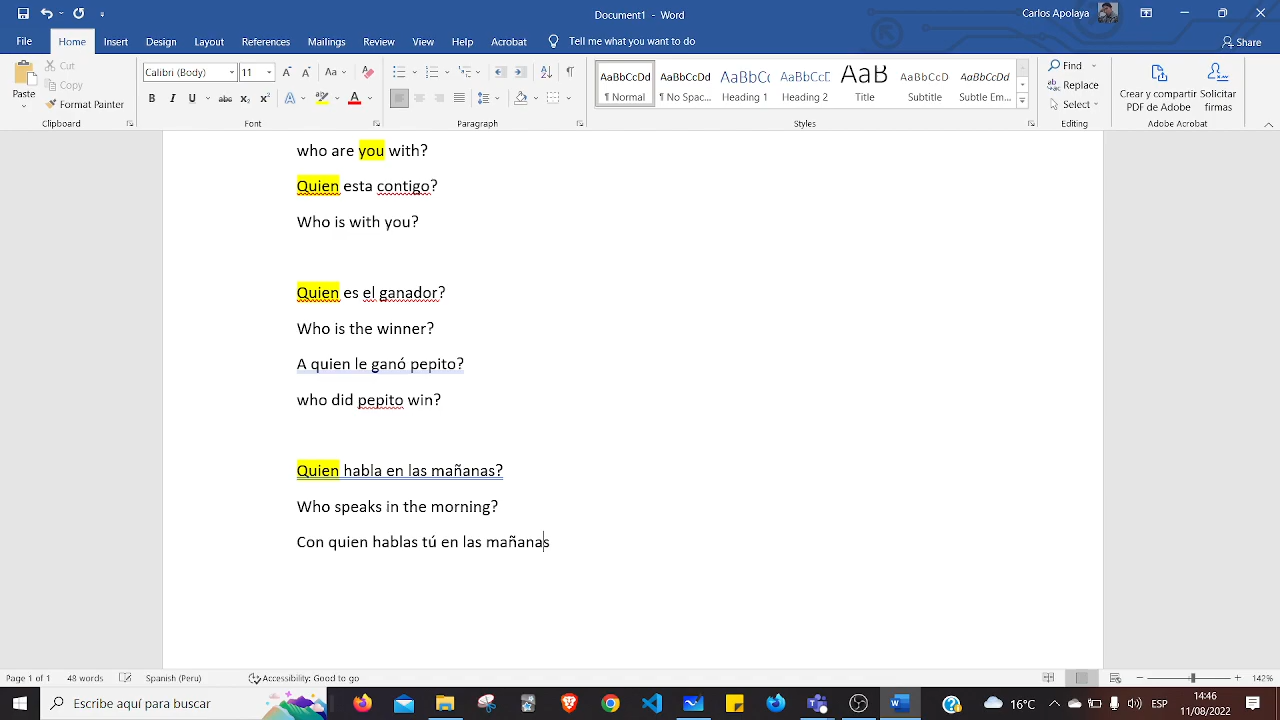 Document1 - Word
Carlos Apolaya
File Home Insert Design Layout References Mailings Review View Help Acrobat Tell me what you want to do Share
Paste
Cut
Copy
Format Painter
Clipboard
Calibri (Body) 11
Font
Paragraph
AaBbCcDd AaBbCcDd AaBbCc AaBbCcD AaB AaBbCcDd AaBbCcDd
¶ Normal ¶ No Spac... Heading 1 Heading 2 Title Subtitle Subtle Em...
Styles
Find
Replace
Select
Editing
Crear y compartir PDF de Adobe
Solicitar firmas
Adobe Acrobat
who are you with?
Quien esta contigo?
Who is with you?
Quien es el ganador?
Who is the winner?
A quien le ganó pepito?
who did pepito win?
Quien habla en las mañanas?
Who speaks in the morning?
Con quien hablas tú en las mañanas
Page 1 of 1 48 words Spanish (Peru) Accessibility: Good to go 142%
Escribe aquí para buscar
16°C ESP 14:46
11/08/2022